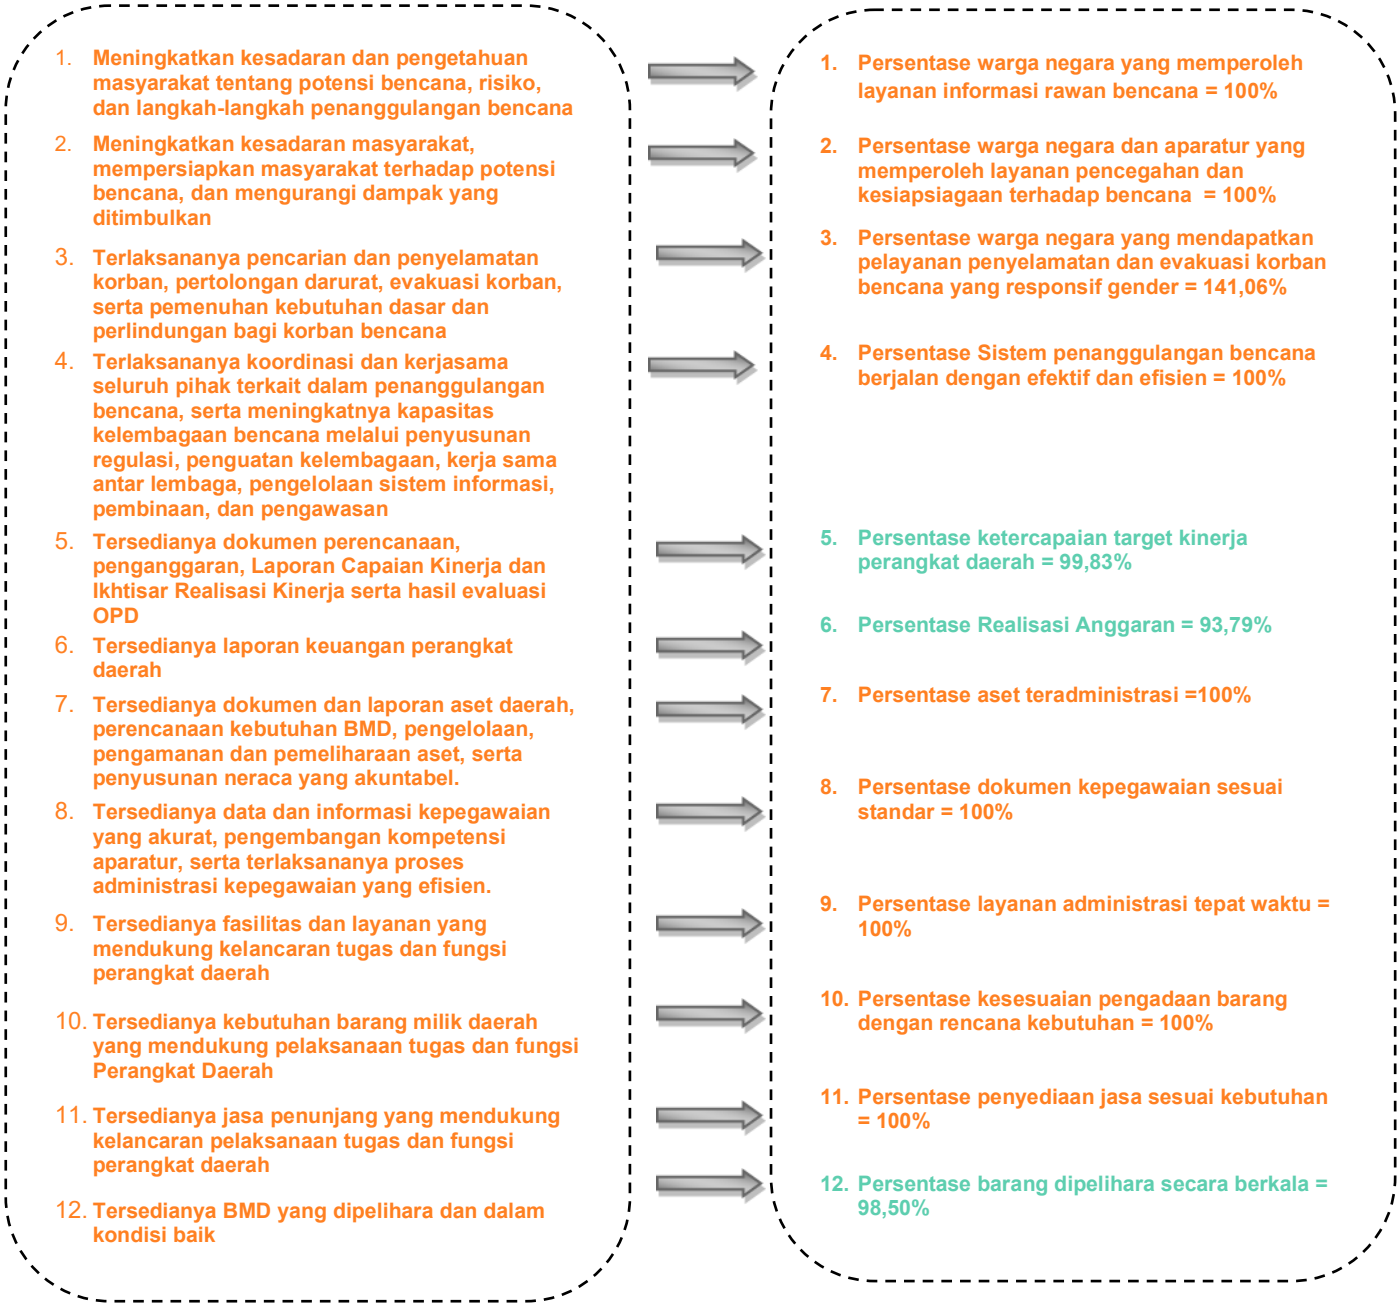 1. Meningkatkan kesadaran dan pengetahuan
masyarakat tentang potensi bencana, risiko,
dan langkah-langkah penanggulangan bencana
2. Meningkatkan kesadaran masyarakat,
mempersiapkan masyarakat terhadap potensi
bencana, dan mengurangi dampak yang
ditimbulkan
3. Terlaksananya pencarian dan penyelamatan
korban, pertolongan darurat, evakuasi korban,
serta pemenuhan kebutuhan dasar dan
perlindungan bagi korban bencana
4. Terlaksananya koordinasi dan kerjasama
seluruh pihak terkait dalam penanggulangan
bencana, serta meningkatnya kapasitas
kelembagaan bencana melalui penyusunan
regulasi, penguatan kelembagaan, kerja sama
antar lembaga, pengelolaan sistem informasi,
pembinaan, dan pengawasan
5. Tersedianya dokumen perencanaan,
penganggaran, Laporan Capaian Kinerja dan
Ikhtisar Realisasi Kinerja serta hasil evaluasi
OPD
6. Tersedianya laporan keuangan perangkat
daerah
7. Tersedianya dokumen dan laporan aset daerah,
perencanaan kebutuhan BMD, pengelolaan,
pengamanan dan pemeliharaan aset, serta
penyusunan neraca yang akuntabel.
8. Tersedianya data dan informasi kepegawaian
yang akurat, pengembangan kompetensi
aparatur, serta terlaksananya proses
administrasi kepegawaian yang efisien.
9. Tersedianya fasilitas dan layanan yang
mendukung kelancaran tugas dan fungsi
perangkat daerah
10. Tersedianya kebutuhan barang milik daerah
yang mendukung pelaksanaan tugas dan fungsi
Perangkat Daerah
11. Tersedianya jasa penunjang yang mendukung
kelancaran pelaksanaan tugas dan fungsi
perangkat daerah
12. Tersedianya BMD yang dipelihara dan dalam
kondisi baik
1. Persentase warga negara yang memperoleh
layanan informasi rawan bencana = 100%
2. Persentase warga negara dan aparatur yang
memperoleh layanan pencegahan dan
kesiapsiagaan terhadap bencana = 100%
3. Persentase warga negara yang mendapatkan
pelayanan penyelamatan dan evakuasi korban
bencana yang responsif gender = 141,06%
4. Persentase Sistem penanggulangan bencana
berjalan dengan efektif dan efisien = 100%
5. Persentase ketercapaian target kinerja
perangkat daerah = 99,83%
6. Persentase Realisasi Anggaran = 93,79%
7. Persentase aset teradministrasi =100%
8. Persentase dokumen kepegawaian sesuai
standar = 100%
9. Persentase layanan administrasi tepat waktu =
100%
10. Persentase kesesuaian pengadaan barang
dengan rencana kebutuhan = 100%
11. Persentase penyediaan jasa sesuai kebutuhan
= 100%
12. Persentase barang dipelihara secara berkala =
98,50%